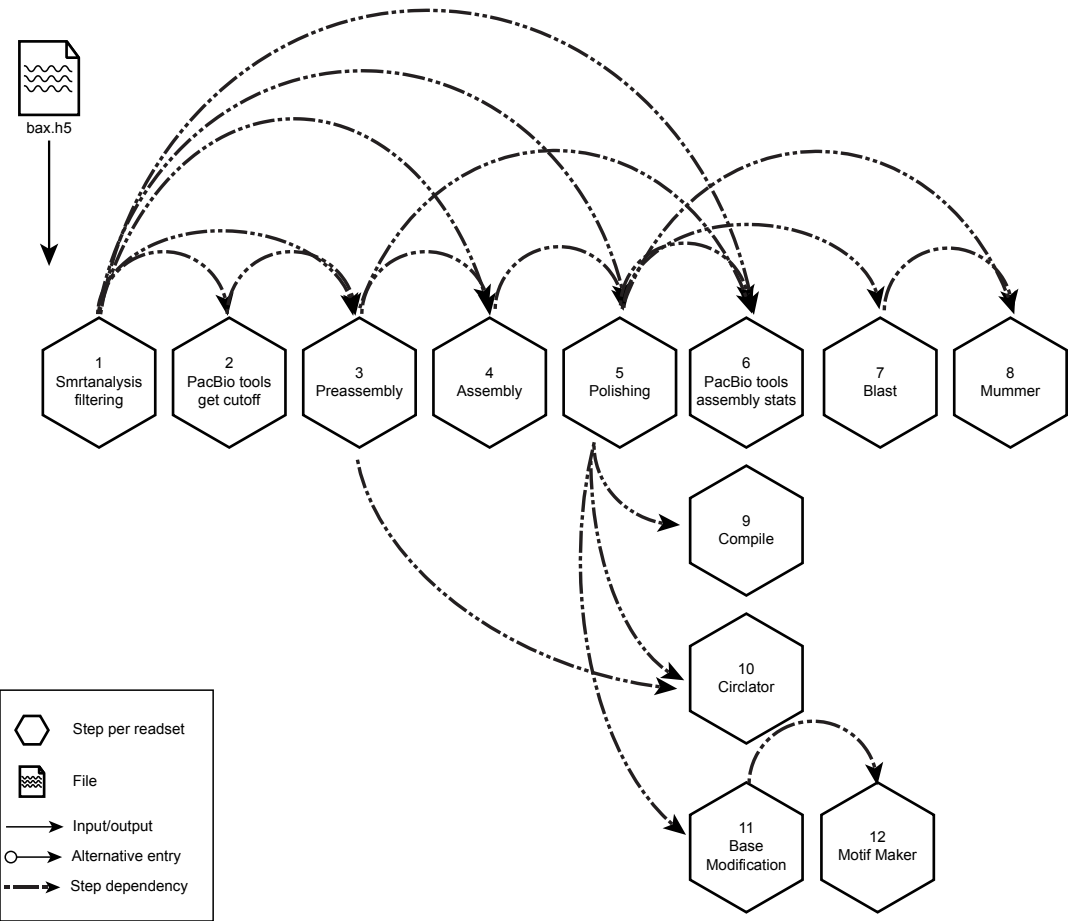 bax.h5
1
Smrtanalysis
filtering
2
PacBio tools
get cutoff
3
Preassembly
4
Assembly
5
Polishing
6
PacBio tools
assembly stats
7
Blast
8
Mummer
9
Compile
10
Circlator
11
Base
Modification
12
Motif Maker
Step per readset
File
Input/output
Alternative entry
Step dependency